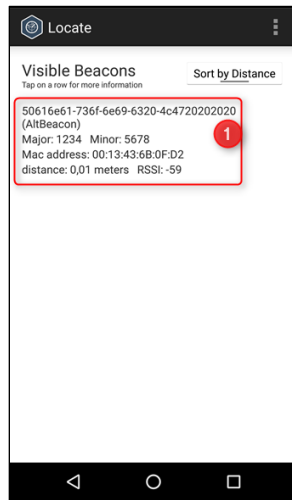 Locate
Visible Beacons
Tap on a row for more information
Sort by Distance
50616e61-736f-6e69-6320-4c4720202020
(AltBeacon)
Major: 1234 Minor: 5678
Mac address: 00:13:43:6B:0F:D2
distance: 0,01 meters RSSI: -59
1